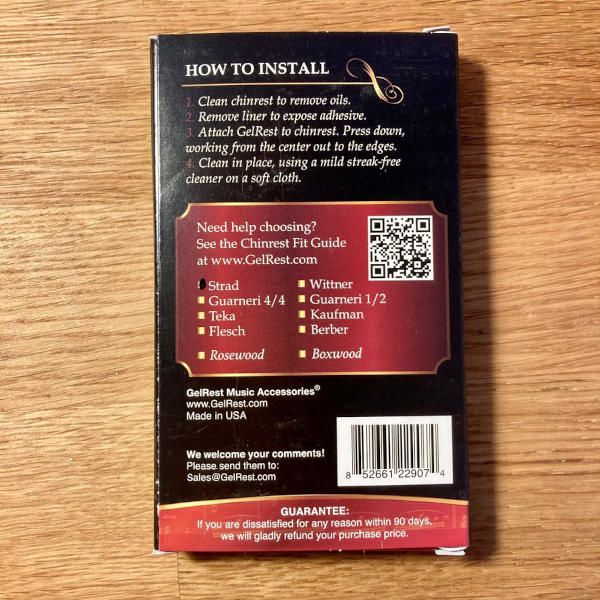 HOW TO INSTALL
1. Clean chinrest to remove oils.
2. Remove liner to expose adhesive.
3. Attach GelRest to chinrest. Press down,
working from the center out to the edges.
4. Clean in place, using a mild streak-free
cleaner on a soft cloth.
Need help choosing?
See the Chinrest Fit Guide
at www.GelRest.com
Strad
Guarneri 4/4
Teka
Flesch
Rosewood
Wittner
Guarneri 1/2
Kaufman
Berber
Boxwood
GelRest Music Accessories®
www.GelRest.com
Made in USA
We welcome your comments!
Please send them to:
Sales@GelRest.com
8 52661 22907 4
GUARANTEE:
If you are dissatisfied for any reason within 90 days,
we will gladly refund your purchase price.